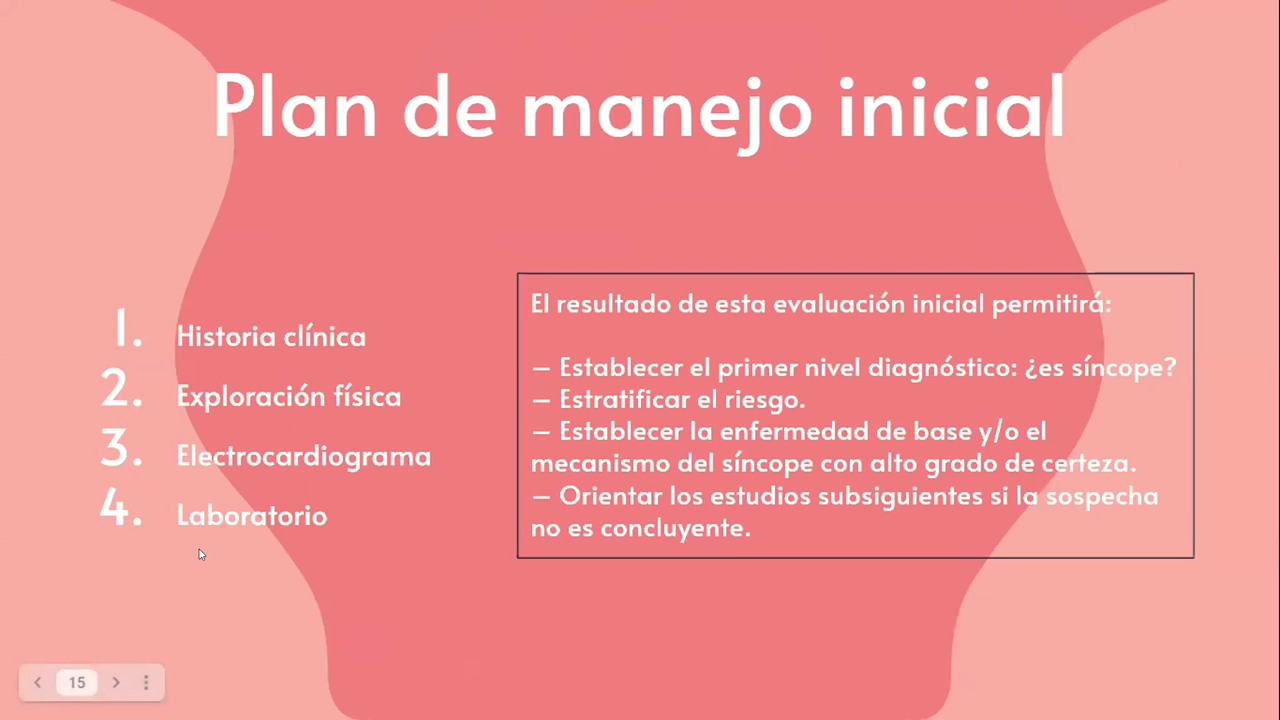 Plan de manejo inicial
1. Historia clínica
2. Exploración física
3. Electrocardiograma
4. Laboratorio
El resultado de esta evaluación inicial permitirá:
— Establecer el primer nivel diagnóstico: ¿es síncope?
— Estratificar el riesgo.
— Establecer la enfermedad de base y/o el
mecanismo del síncope con alto grado de certeza.
— Orientar los estudios subsiguientes si la sospecha
no es concluyente.
15